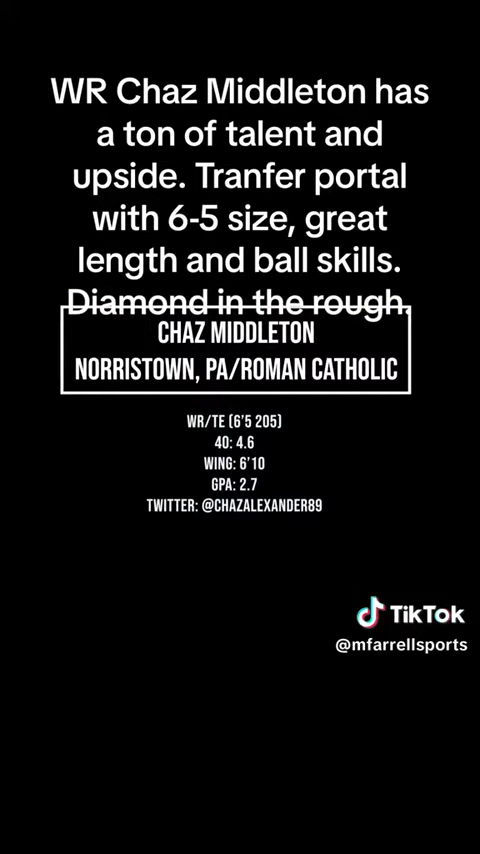 WR Chaz Middleton has
a ton of talent and
upside. Tranfer portal
with 6-5 size, great
length and ball skills.
Diamond in the rough.
CHAZ MIDDLETON
NORRISTOWN, PA/ROMAN CATHOLIC
WR/TE (6'5 205)
40: 4.6
WING: 6'10
GPA: 2.7
TWITTER: @CHAZALEXANDER89
TikTok
@mfarrellsports